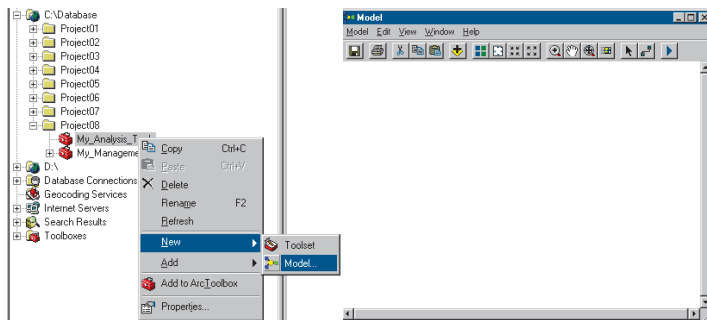 C:\Database
Project01
Project02
Project03
Project04
Project05
Project06
Project07
Project08
My_Analysis_T
My_Manageme
D:\
Database Connections
Geocoding Services
Internet Servers
Search Results
Toolboxes
Copy Ctrl+C
Paste Ctrl+V
Delete
Rename F2
Refresh
New
Add
Add to ArcToolbox
Properties...
Toolset
Model...
Model
Model Edit View Window Help